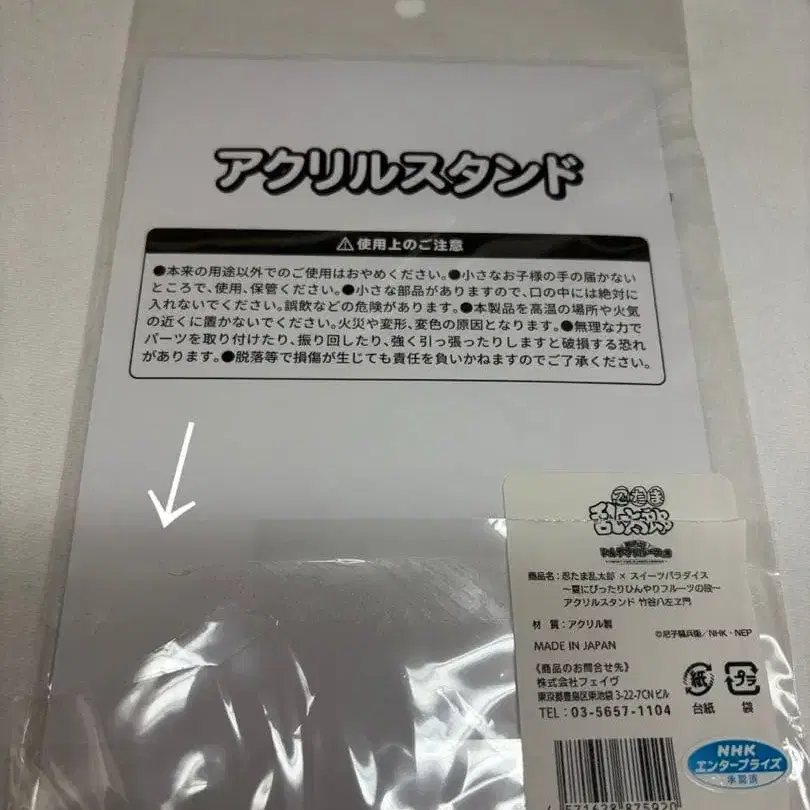 アクリルスタンド
⚠使用上のご注意
●本来の用途以外でのご使用はおやめください。●小さなお子様の手の届かない
ところで、使用、保管ください。●小さな部品がありますので、口の中には絶対に
入れないでください。誤飲などの危険があります。●本製品を高温の場所や火気
の近くに置かないでください。火災や変形、変色の原因となります。●無理な力で
パーツを取り付けたり、振り回したり、強く引っ張ったりしますと破損する恐れ
があります。●脱落等で損傷が生じても責任を負いかねますのでご了承ください。
忍たま
乱太郎
商品名：忍たま乱太郎 × スイーツパラダイス
～夏にぴったりひんやりフルーツの段～
アクリルスタンド 竹谷八左ヱ門
材 質：アクリル製
©尼子騒兵衛／NHK・NEP
MADE IN JAPAN
《商品のお問合せ先》
株式会社フェイヴ
東京都豊島区東池袋 3-22-7CN ビル
TEL：03-5657-1104
紙
プラ
台紙
袋
NHK
エンタープライズ
4 571428 875920